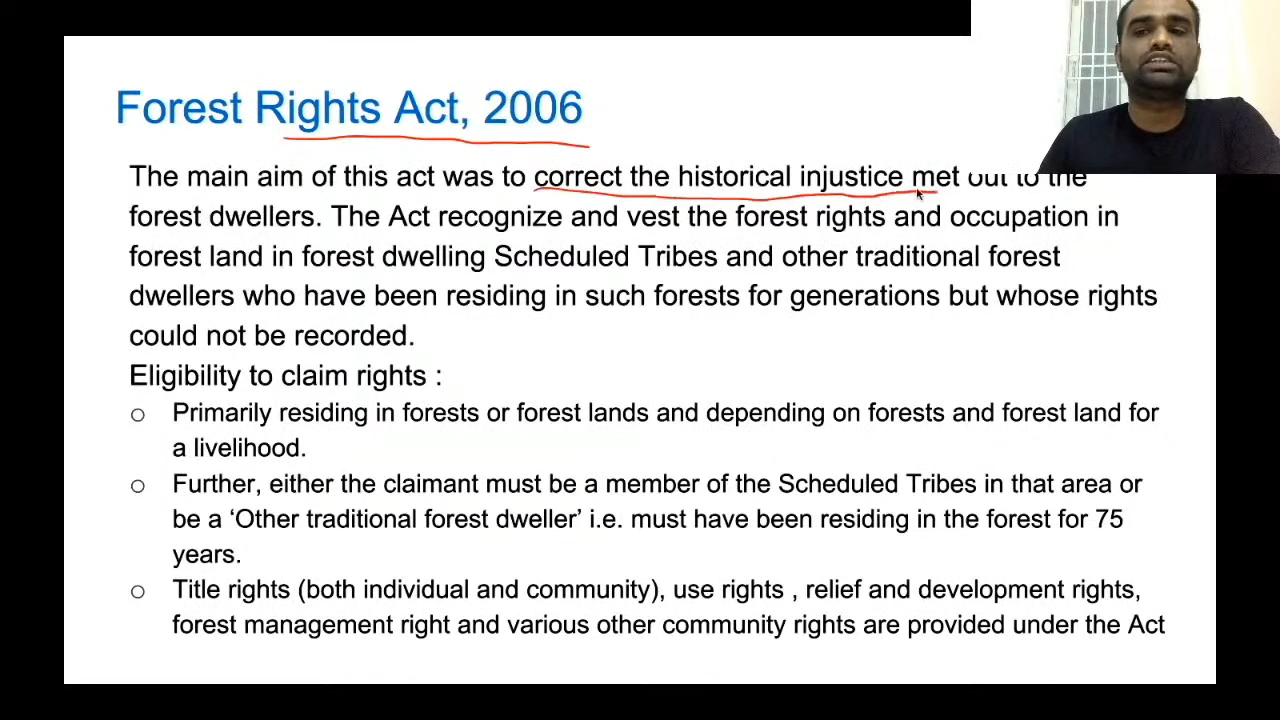 Forest Rights Act, 2006
The main aim of this act was to correct the historical injustice met out to the
forest dwellers. The Act recognize and vest the forest rights and occupation in
forest land in forest dwelling Scheduled Tribes and other traditional forest
dwellers who have been residing in such forests for generations but whose rights
could not be recorded.
Eligibility to claim rights :
o Primarily residing in forests or forest lands and depending on forests and forest land for
a livelihood.
o Further, either the claimant must be a member of the Scheduled Tribes in that area or
be a ‘Other traditional forest dweller’ i.e. must have been residing in the forest for 75
years.
o Title rights (both individual and community), use rights , relief and development rights,
forest management right and various other community rights are provided under the Act